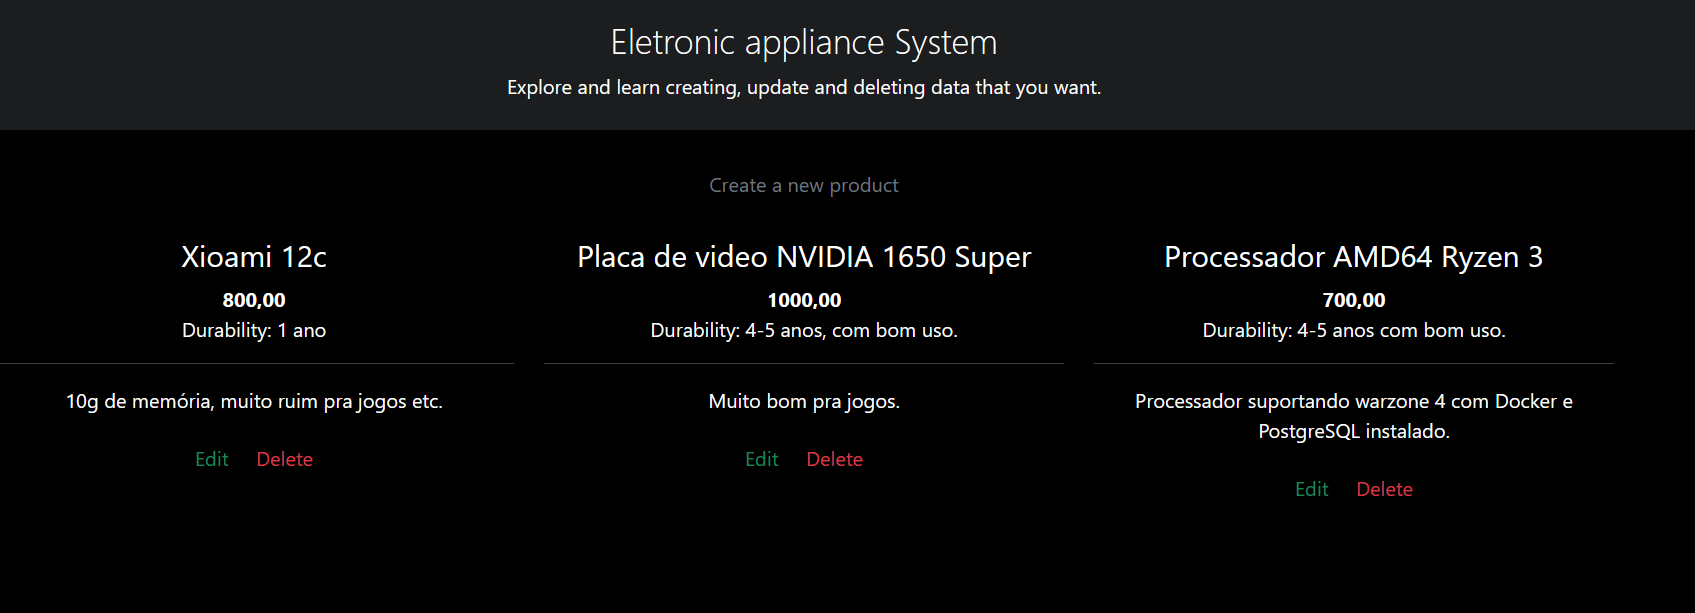 Eletronic appliance System
Explore and learn creating, update and deleting data that you want.
Create a new product
Xioami 12c
800,00
Durability: 1 ano
10g de memória, muito ruim pra jogos etc.
Edit Delete
Placa de video NVIDIA 1650 Super
1000,00
Durability: 4-5 anos, com bom uso.
Muito bom pra jogos.
Edit Delete
Processador AMD64 Ryzen 3
700,00
Durability: 4-5 anos com bom uso.
Processador suportando warzone 4 com Docker e
PostgreSQL instalado.
Edit Delete